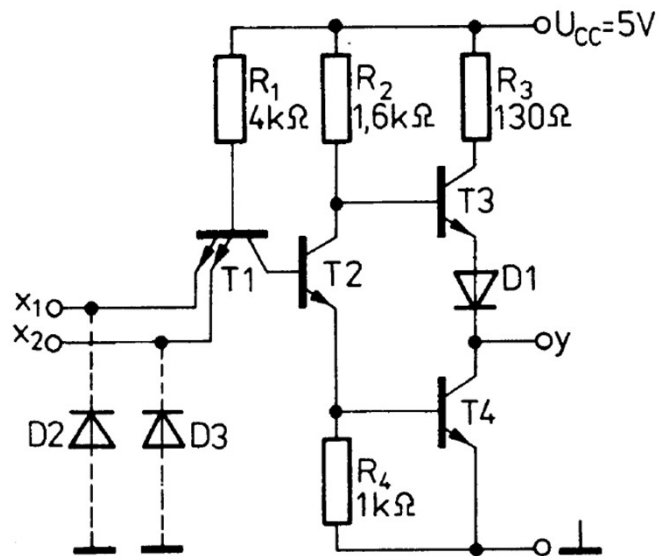 U_CC=5V
R₁
4kΩ
R₂
1,6kΩ
R₃
130Ω
T3
T1
T2
D1
x₁
x₂
y
T4
D2
D3
R₄
1kΩ